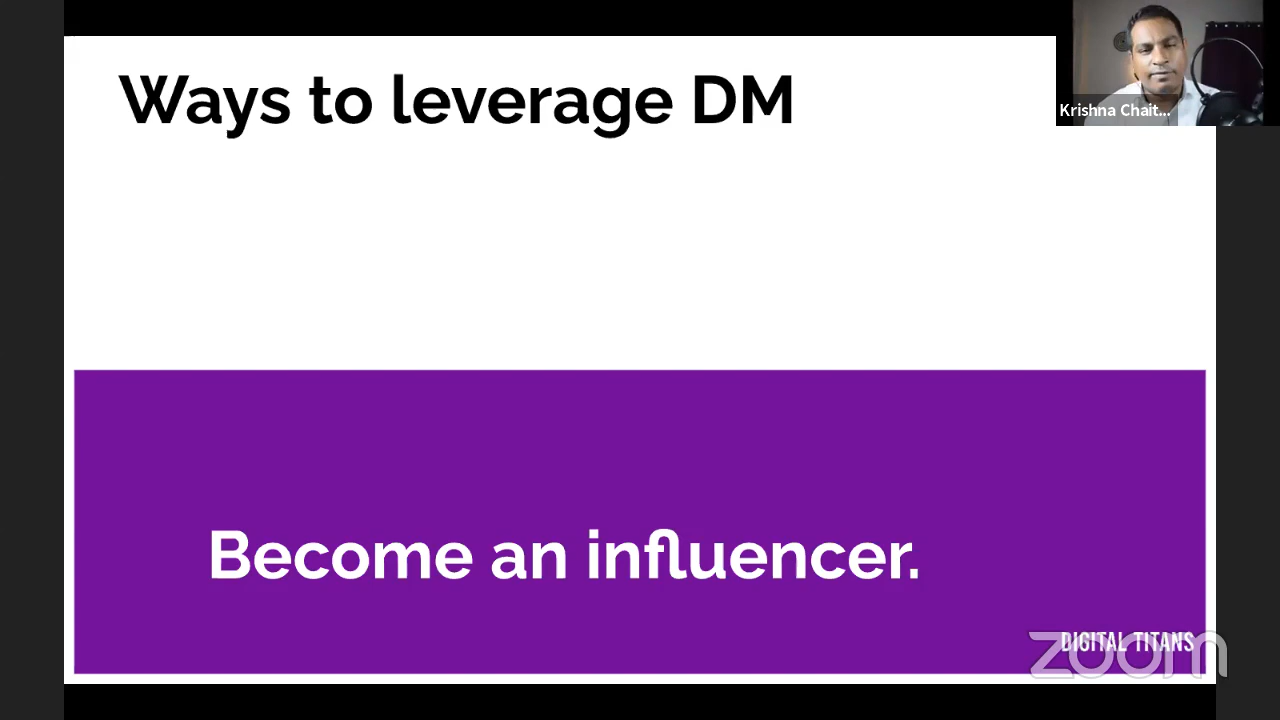 Ways to leverage DM
Krishna Chait...
Become an influencer.
DIGITAL TITANS
zoom